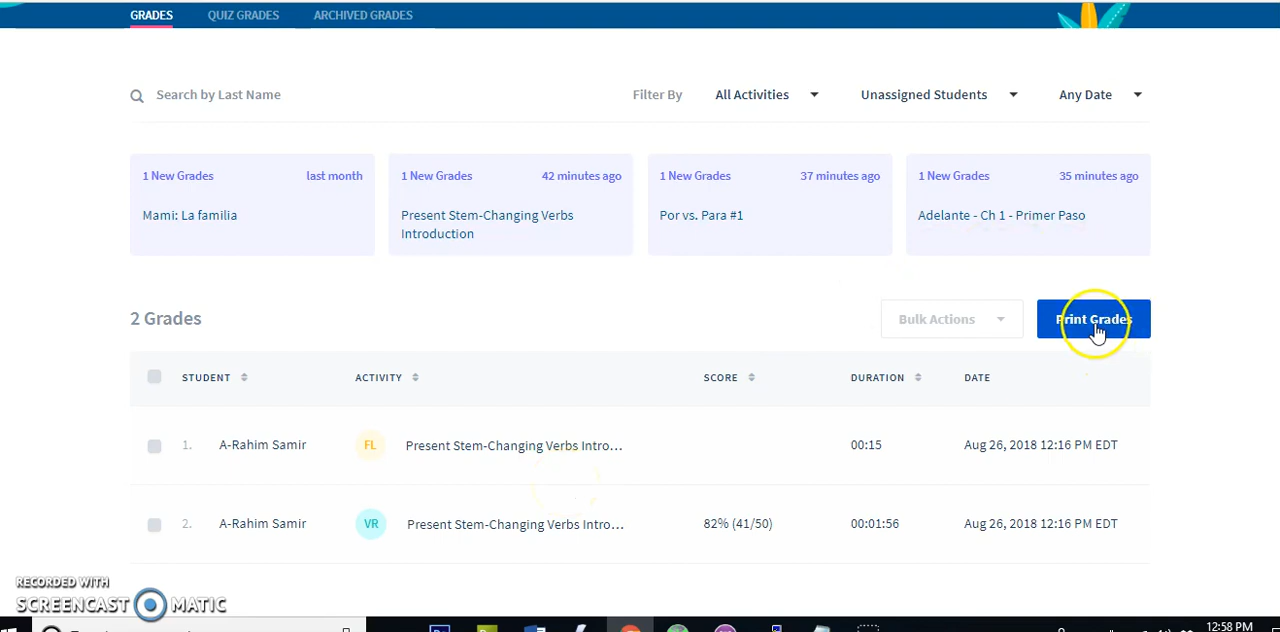 GRADES QUIZ GRADES ARCHIVED GRADES
Search by Last Name Filter By All Activities Unassigned Students Any Date
1 New Grades last month 1 New Grades 42 minutes ago 1 New Grades 37 minutes ago 1 New Grades 35 minutes ago
Mami: La familia Present Stem-Changing Verbs Por vs. Para #1 Adelante - Ch 1 - Primer Paso
Introduction
2 Grades Bulk Actions Print Grades
STUDENT ACTIVITY SCORE DURATION DATE
1. A-Rahim Samir FL Present Stem-Changing Verbs Intro... 00:15 Aug 26, 2018 12:16 PM EDT
2. A-Rahim Samir VR Present Stem-Changing Verbs Intro... 82% (41/50) 00:01:56 Aug 26, 2018 12:16 PM EDT
RECORDED WITH
SCREENCAST MATIC
12:58 PM